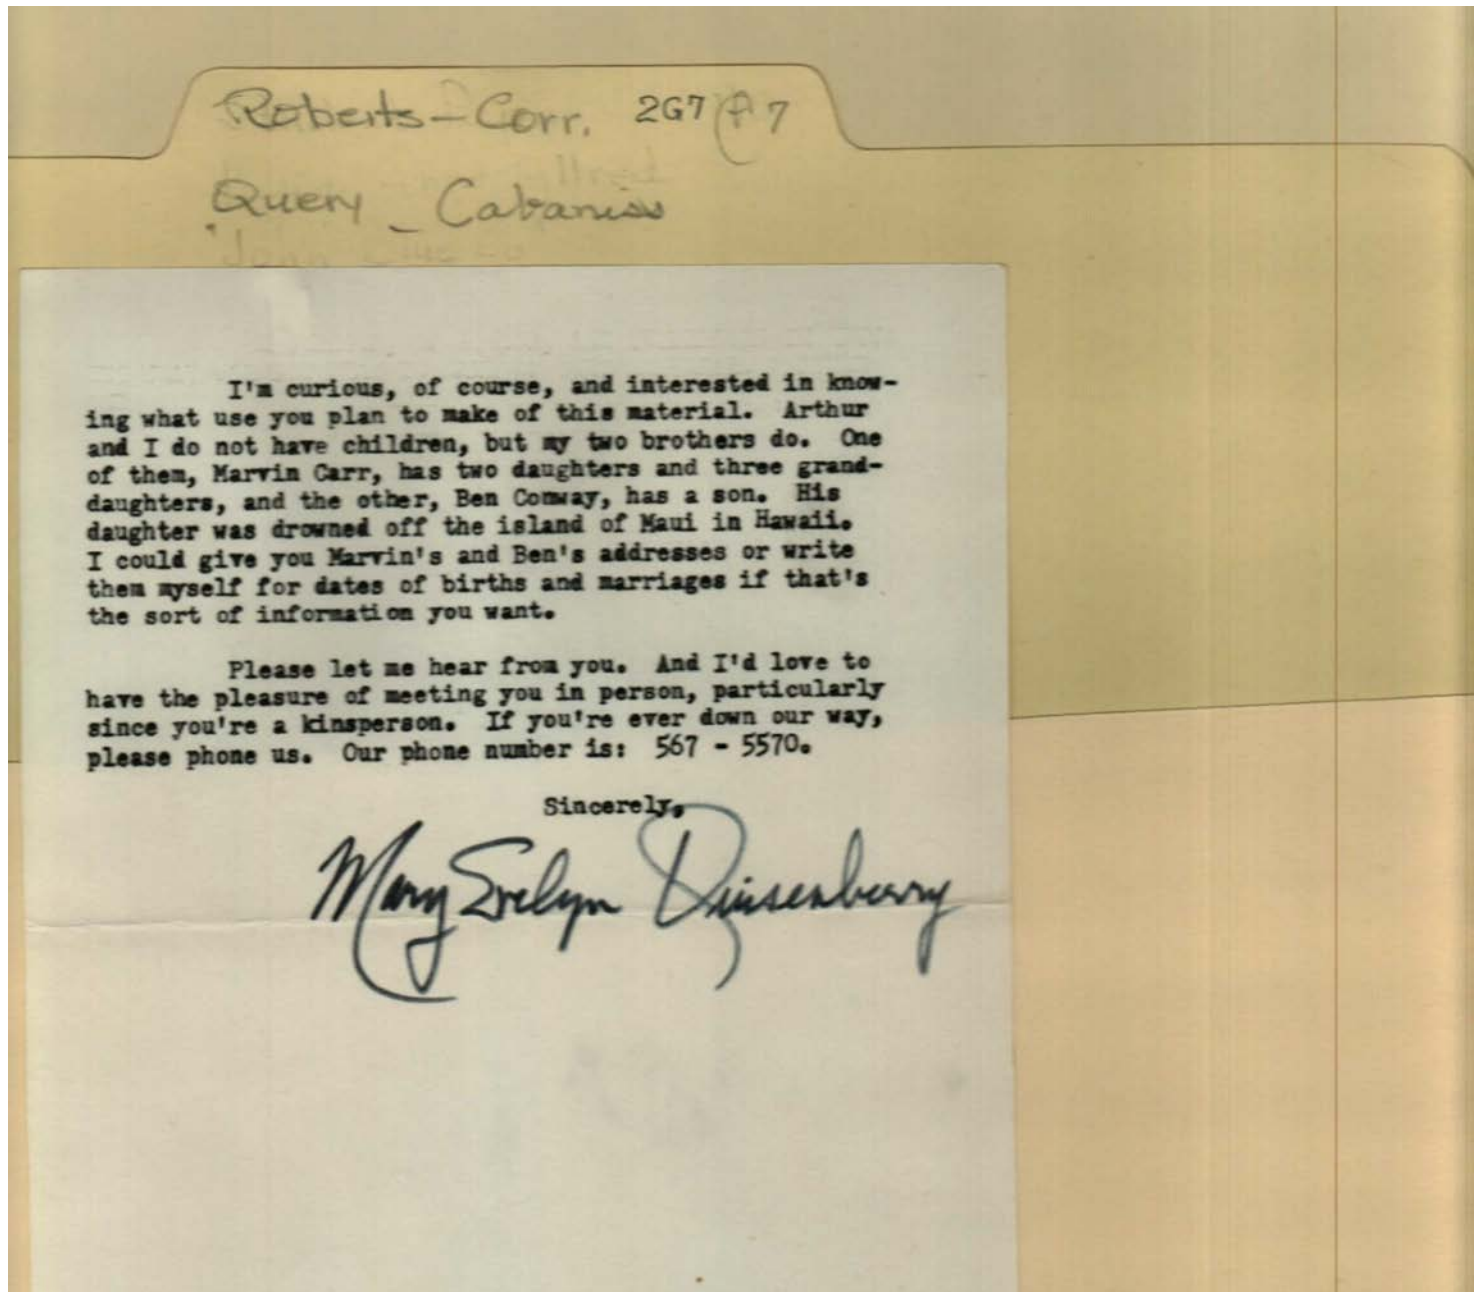 Roberts - Corr. 2G7 f 7
Query - Cabaniss
I'm curious, of course, and interested in know-
ing what use you plan to make of this material. Arthur
and I do not have children, but my two brothers do. One
of them, Marvin Carr, has two daughters and three grand-
daughters, and the other, Ben Conway, has a son. His
daughter was drowned off the island of Maui in Hawaii.
I could give you Marvin's and Ben's addresses or write
them myself for dates of births and marriages if that's
the sort of information you want.
Please let me hear from you. And I'd love to
have the pleasure of meeting you in person, particularly
since you're a kinsperson. If you're ever down our way,
please phone us. Our phone number is: 567 - 5570.
Sincerely,
Mary Evelyn Quisenberry